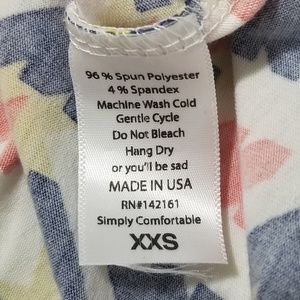 96 % Spun Polyester
4 % Spandex
Machine Wash Cold
Gentle Cycle
Do Not Bleach
Hang Dry
or you'll be sad
MADE IN USA
RN#142161
Simply Comfortable
XXS